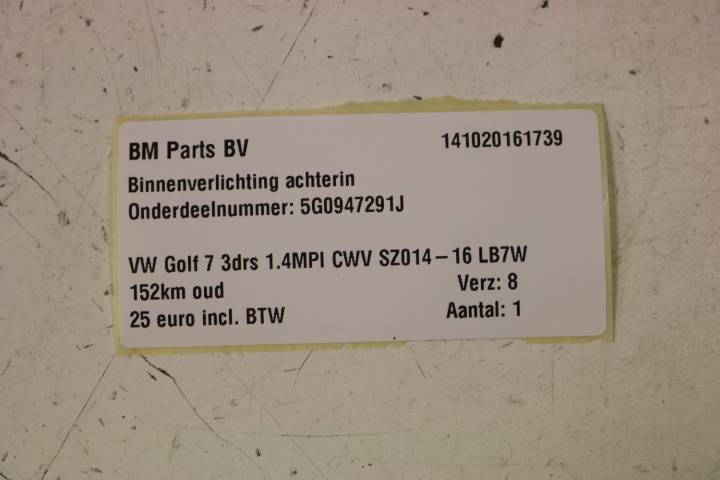 BM Parts BV 141020161739
Binnenverlichting achterin
Onderdeelnummer: 5G0947291J
VW Golf 7 3drs 1.4MPI CWV SZ014-16 LB7W
152km oud Verz: 8
25 euro incl. BTW Aantal: 1